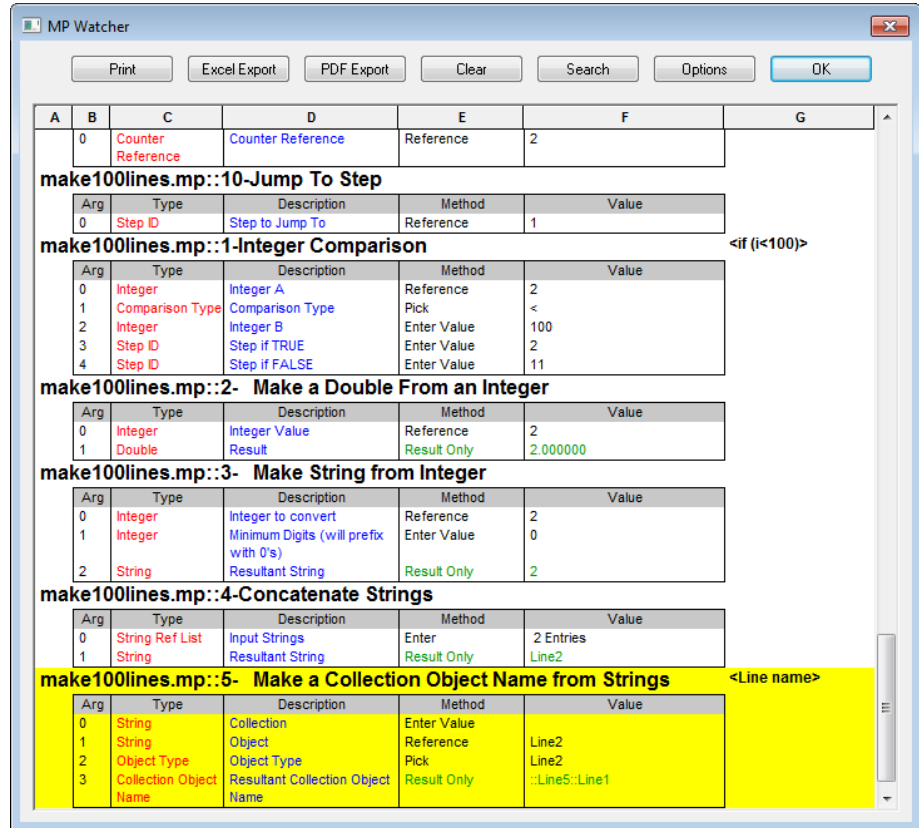 MP Watcher
Print Excel Export PDF Export Clear Search Options OK
A B C D E F G
0 Counter Reference Counter Reference Reference 2
make100lines.mp::10-Jump To Step
Arg Type Description Method Value
0 Step ID Step to Jump To Reference 1
make100lines.mp::1-Integer Comparison <if (i<100)>
Arg Type Description Method Value
0 Integer Integer A Reference 2
1 Comparison Type Comparison Type Pick <
2 Integer Integer B Enter Value 100
3 Step ID Step if TRUE Enter Value 2
4 Step ID Step if FALSE Enter Value 11
make100lines.mp::2- Make a Double From an Integer
Arg Type Description Method Value
0 Integer Integer Value Reference 2
1 Double Result Result Only 2.000000
make100lines.mp::3- Make String from Integer
Arg Type Description Method Value
0 Integer Integer to convert Reference 2
1 Integer Minimum Digits (will prefix with 0's) Enter Value 0
2 String Resultant String Result Only 2
make100lines.mp::4-Concatenate Strings
Arg Type Description Method Value
0 String Ref List Input Strings Enter 2 Entries
1 String Resultant String Result Only Line2
make100lines.mp::5- Make a Collection Object Name from Strings <Line name>
Arg Type Description Method Value
0 String Collection Enter Value
1 String Object Reference Line2
2 Object Type Object Type Pick Line2
3 Collection Object Name Resultant Collection Object Name Result Only ::Line5::Line1